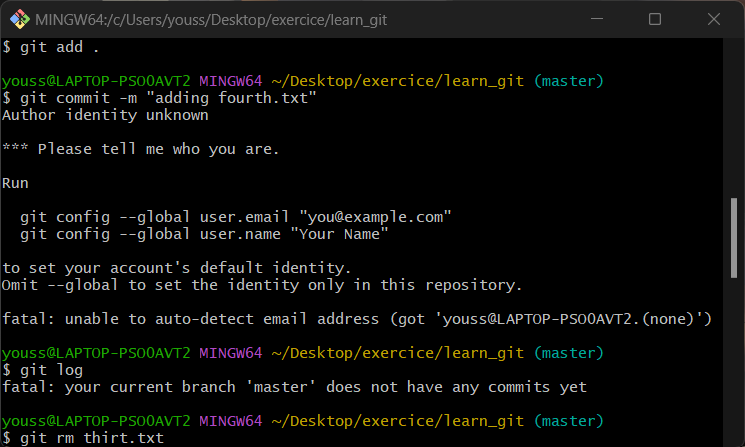 MINGW64:/c/Users/youss/Desktop/exercice/learn_git
$ git add .
youss@LAPTOP-PSO0AVT2 MINGW64 ~/Desktop/exercice/learn_git (master)
$ git commit -m "adding fourth.txt"
Author identity unknown
*** Please tell me who you are.
Run
git config --global user.email "you@example.com"
git config --global user.name "Your Name"
to set your account's default identity.
Omit --global to set the identity only in this repository.
fatal: unable to auto-detect email address (got 'youss@LAPTOP-PSO0AVT2.(none)')
youss@LAPTOP-PSO0AVT2 MINGW64 ~/Desktop/exercice/learn_git (master)
$ git log
fatal: your current branch 'master' does not have any commits yet
youss@LAPTOP-PSO0AVT2 MINGW64 ~/Desktop/exercice/learn_git (master)
$ git rm thirt.txt